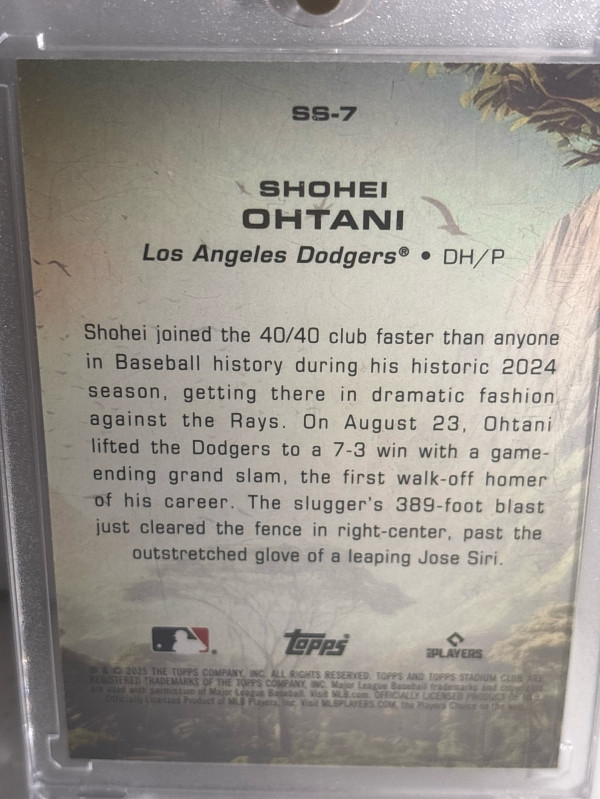 SS-7
SHOHEI
OHTANI
Los Angeles Dodgers® • DH/P
Shohei joined the 40/40 club faster than anyone
in Baseball history during his historic 2024
season, getting there in dramatic fashion
against the Rays. On August 23, Ohtani
lifted the Dodgers to a 7-3 win with a game-
ending grand slam, the first walk-off homer
of his career. The slugger's 389-foot blast
just cleared the fence in right-center, past the
outstretched glove of a leaping Jose Siri.
topps® PLAYERS
® & © 2025 THE TOPPS COMPANY, INC. ALL RIGHTS RESERVED. TOPPS AND TOPPS STADIUM CLUB ARE
REGISTERED TRADEMARKS OF THE TOPPS COMPANY, INC. Major League Baseball trademarks and copyrights
are used with permission of Major League Baseball. Visit MLB.com. OFFICIALLY LICENSED PRODUCT OF
Officially Licensed Product of MLB Players, Inc. Visit MLBPLAYERS.COM, the Players Choice on the